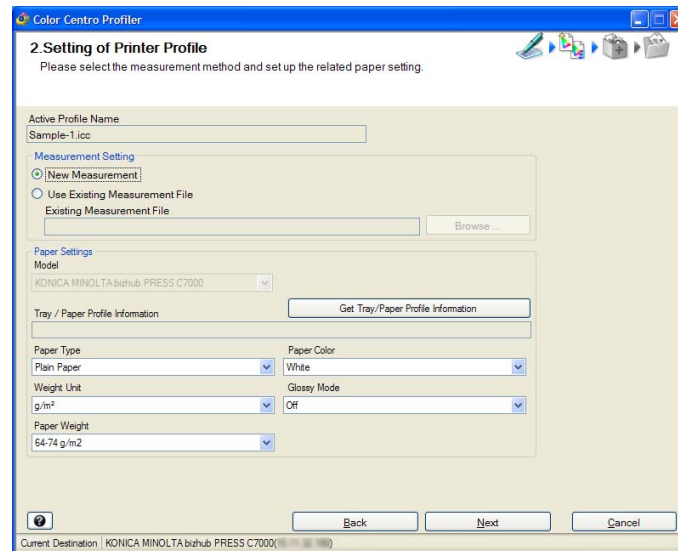 Color Centro Profiler
2.Setting of Printer Profile
Please select the measurement method and set up the related paper setting.
Active Profile Name
Sample-1.icc
Measurement Setting
New Measurement
Use Existing Measurement File
Existing Measurement File
Browse ...
Paper Settings
Model
KONICA MINOLTA bizhub PRESS C7000
Tray / Paper Profile Information
Get Tray/Paper Profile Information
Paper Type
Paper Color
Plain Paper
White
Weight Unit
Glossy Mode
g/m²
Off
Paper Weight
64-74 g/m2
Back
Next
Cancel
Current Destination KONICA MINOLTA bizhub PRESS C7000(